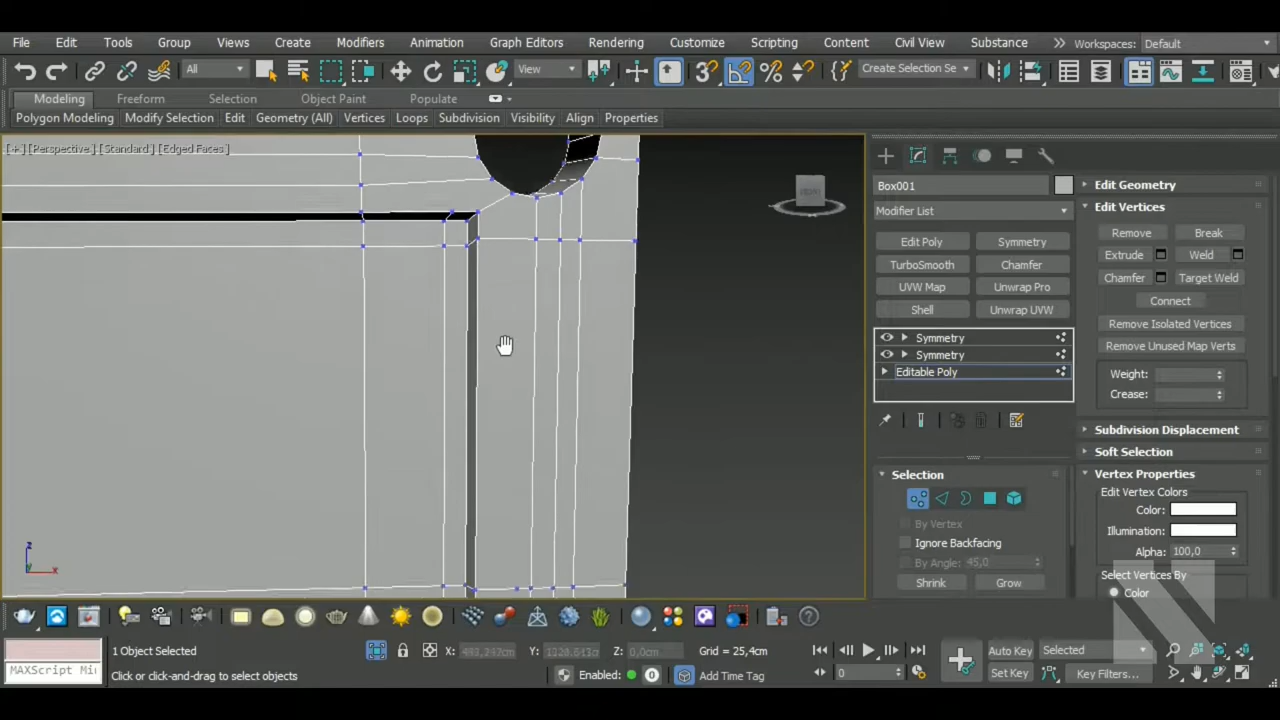 File Edit Tools Group Views Create Modifiers Animation Graph Editors Rendering Customize Scripting Content Civil View Substance Workspaces: Default
All View Create Selection Se
Modeling Freeform Selection Object Paint Populate
Polygon Modeling Modify Selection Edit Geometry (All) Vertices Loops Subdivision Visibility Align Properties
[+] [Perspective] [Standard] [Edged Faces]
Box001
Modifier List
Edit Poly Symmetry
TurboSmooth Chamfer
UVW Map Unwrap Pro
Shell Unwrap UVW
Symmetry
Symmetry
Editable Poly
Selection
By Vertex
Ignore Backfacing
By Angle: 45,0
Shrink Grow
Edit Geometry
Edit Vertices
Remove Break
Extrude Weld
Chamfer Target Weld
Connect
Remove Isolated Vertices
Remove Unused Map Verts
Weight:
Crease:
Subdivision Displacement
Soft Selection
Vertex Properties
Edit Vertex Colors
Color:
Illumination:
Alpha: 100,0
Select Vertices By
Color
z
x
MAXScript Mi
1 Object Selected
Click or click-and-drag to select objects
X: Y: Z: 0,0cm Grid = 25,4cm
Enabled: 0 Add Time Tag
0
Auto Key Selected
Set Key Key Filters...